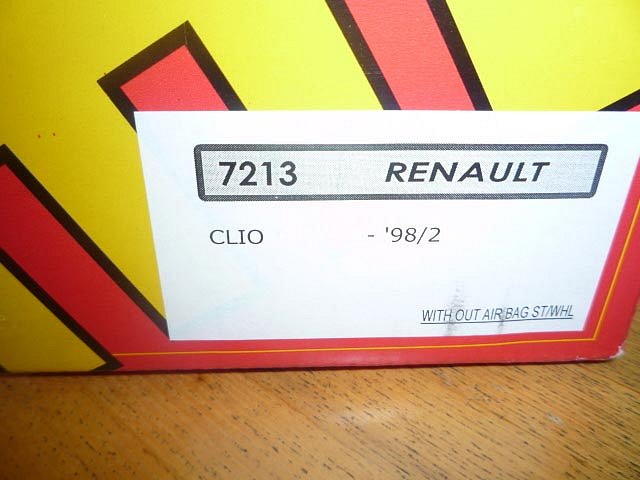 7213 RENAULT
CLIO - '98/2
WITH OUT AIR BAG ST/WHL